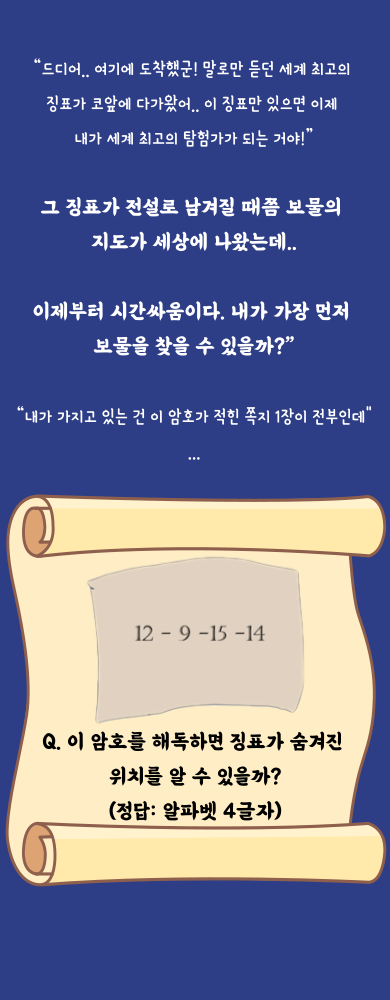 “드디어.. 여기에 도착했군! 말로만 듣던 세계 최고의
징표가 코앞에 다가왔어.. 이 징표만 있으면 이제
내가 세계 최고의 탐험가가 되는 거야!”
그 징표가 전설로 남겨질 때쯤 보물의
지도가 세상에 나왔는데..
이제부터 시간싸움이다. 내가 가장 먼저
보물을 찾을 수 있을까?”
“내가 가지고 있는 건 이 암호가 적힌 쪽지 1장이 전부인데"
...
12 - 9 -15 -14
Q. 이 암호를 해독하면 징표가 숨겨진
위치를 알 수 있을까?
(정답: 알파벳 4글자)